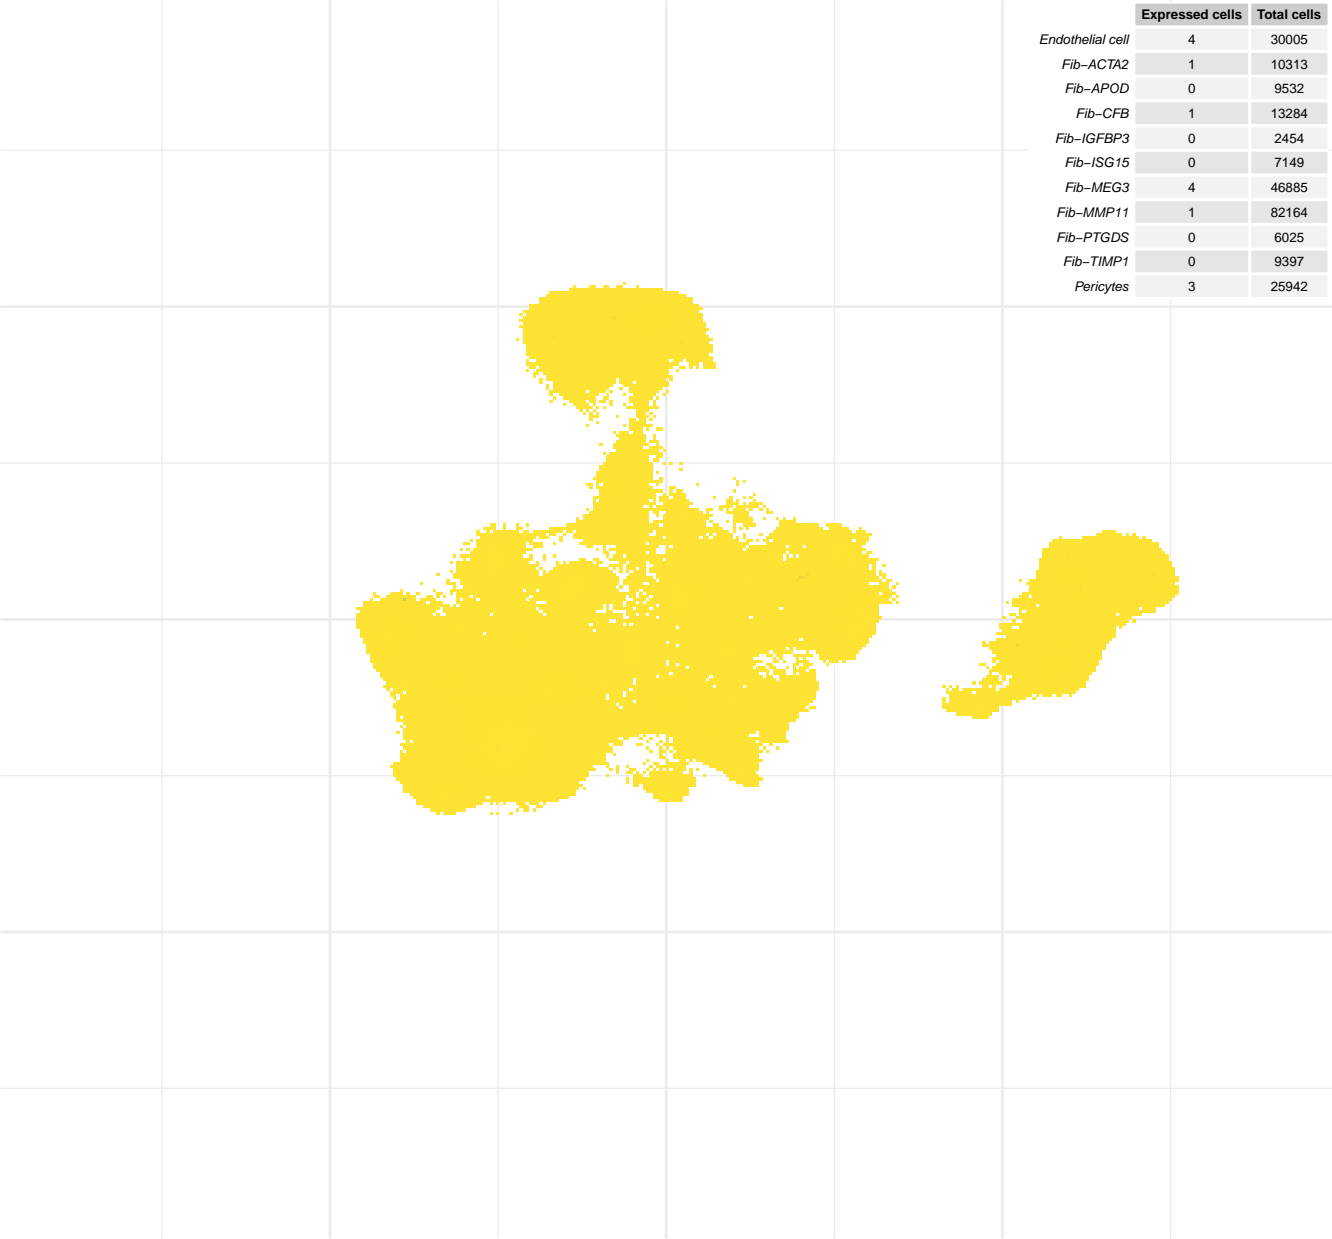 Expressed cells Total cells
Endothelial cell 4 30005
Fib−ACTA2 1 10313
Fib−APOD 0 9532
Fib−CFB 1 13284
Fib−IGFBP3 0 2454
Fib−ISG15 0 7149
Fib−MEG3 4 46885
Fib−MMP11 1 82164
Fib−PTGDS 0 6025
Fib−TIMP1 0 9397
Pericytes 3 25942